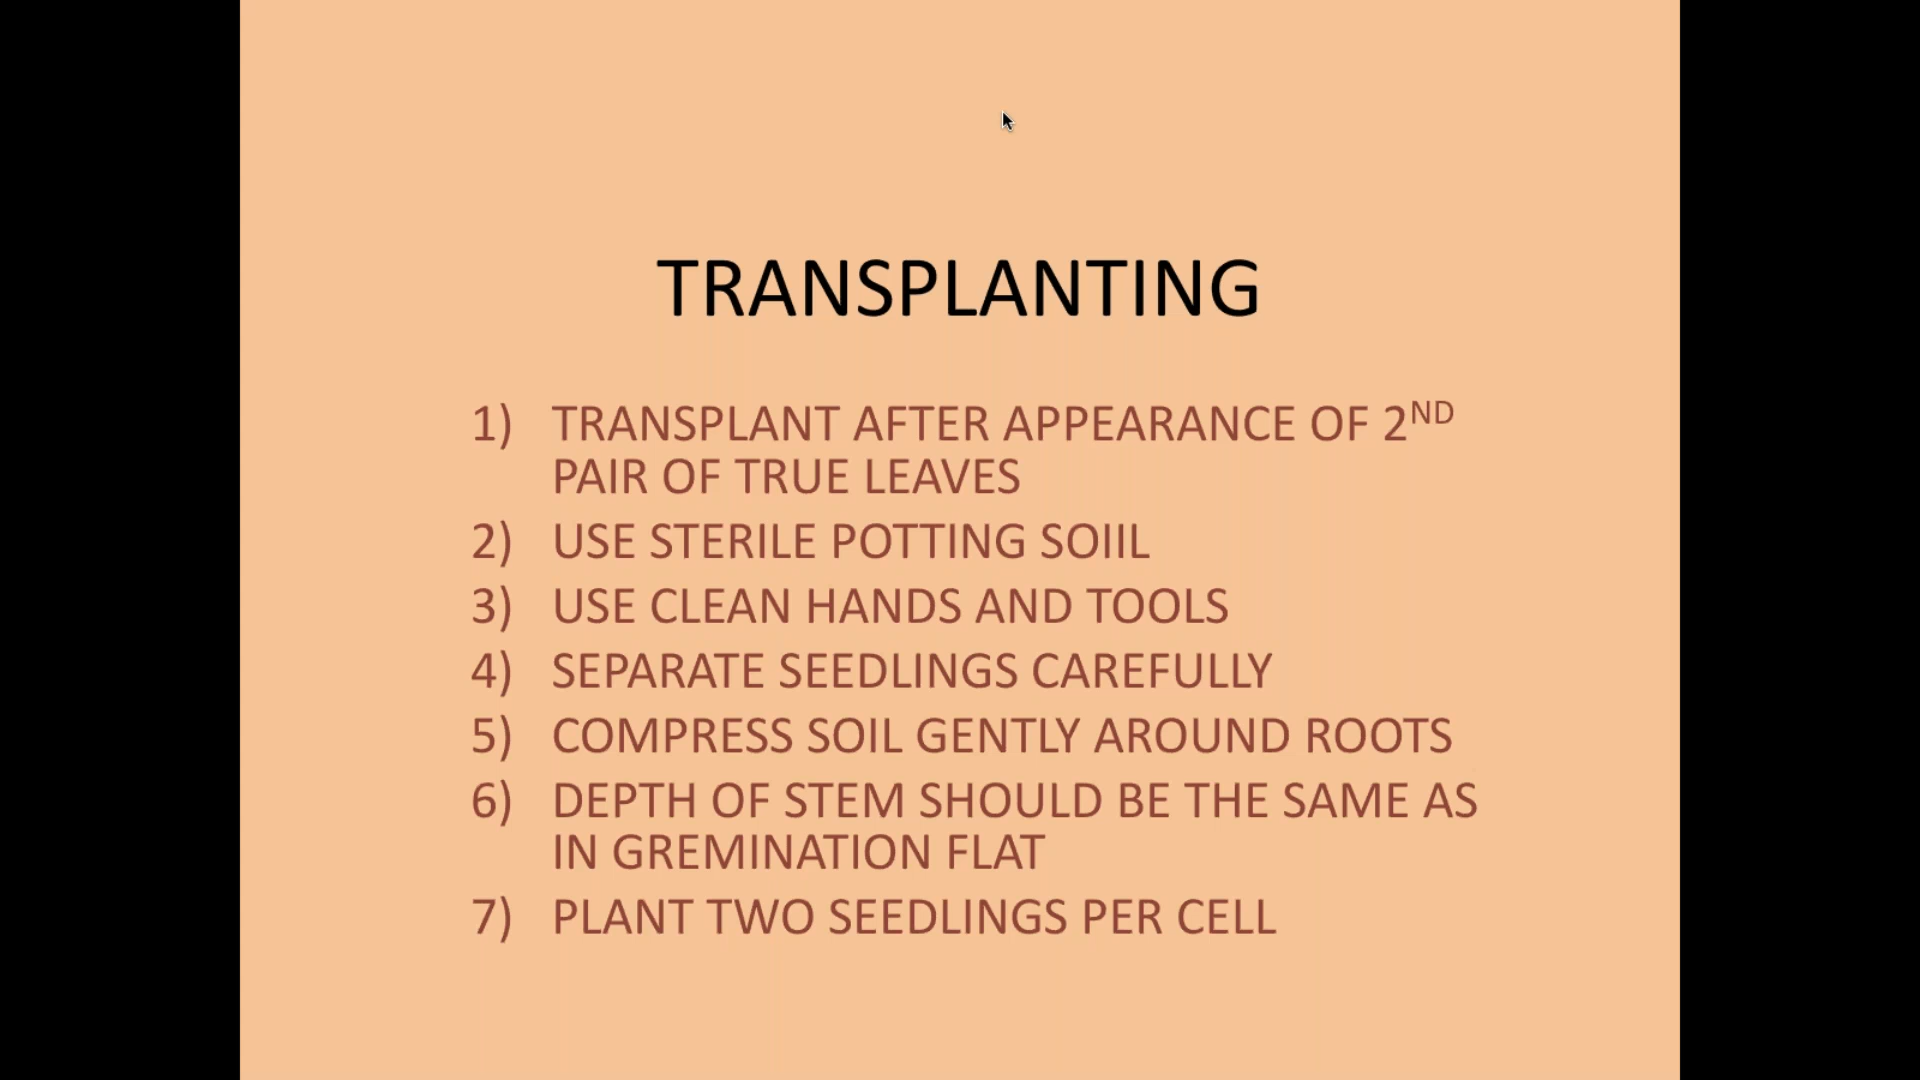 TRANSPLANTING
1) TRANSPLANT AFTER APPEARANCE OF 2ND
PAIR OF TRUE LEAVES
2) USE STERILE POTTING SOIIL
3) USE CLEAN HANDS AND TOOLS
4) SEPARATE SEEDLINGS CAREFULLY
5) COMPRESS SOIL GENTLY AROUND ROOTS
6) DEPTH OF STEM SHOULD BE THE SAME AS
IN GREMINATION FLAT
7) PLANT TWO SEEDLINGS PER CELL